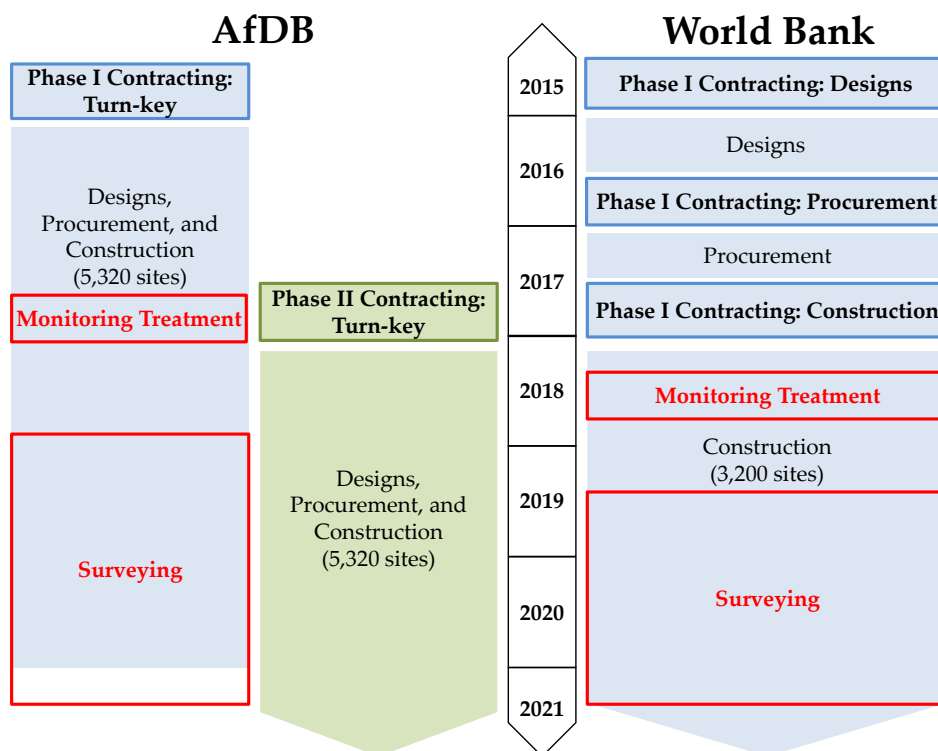 AfDB
Phase I Contracting:
Turn-key
Designs,
Procurement, and
Construction
(5,320 sites)
Monitoring Treatment
Surveying
Phase II Contracting:
Turn-key
Designs,
Procurement, and
Construction
(5,320 sites)
2015
2016
2017
2018
2019
2020
2021
World Bank
Phase I Contracting: Designs
Designs
Phase I Contracting: Procurement
Procurement
Phase I Contracting: Construction
Monitoring Treatment
Construction
(3,200 sites)
Surveying